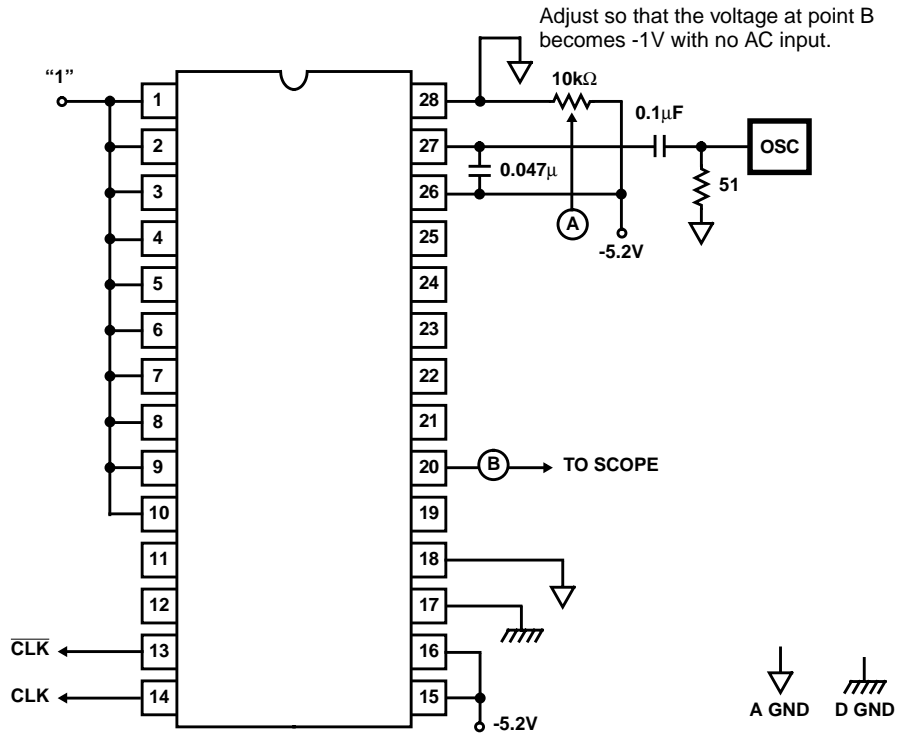 Adjust so that the voltage at point B
becomes -1V with no AC input.
“1”
1
2
3
4
5
6
7
8
9
10
11
12
13
14
CLK
CLK
28
27
26
25
24
23
22
21
20
19
18
17
16
15
10kΩ
0.1μF
OSC
0.047μ
51
A
-5.2V
B
TO SCOPE
-5.2V
A GND
D GND